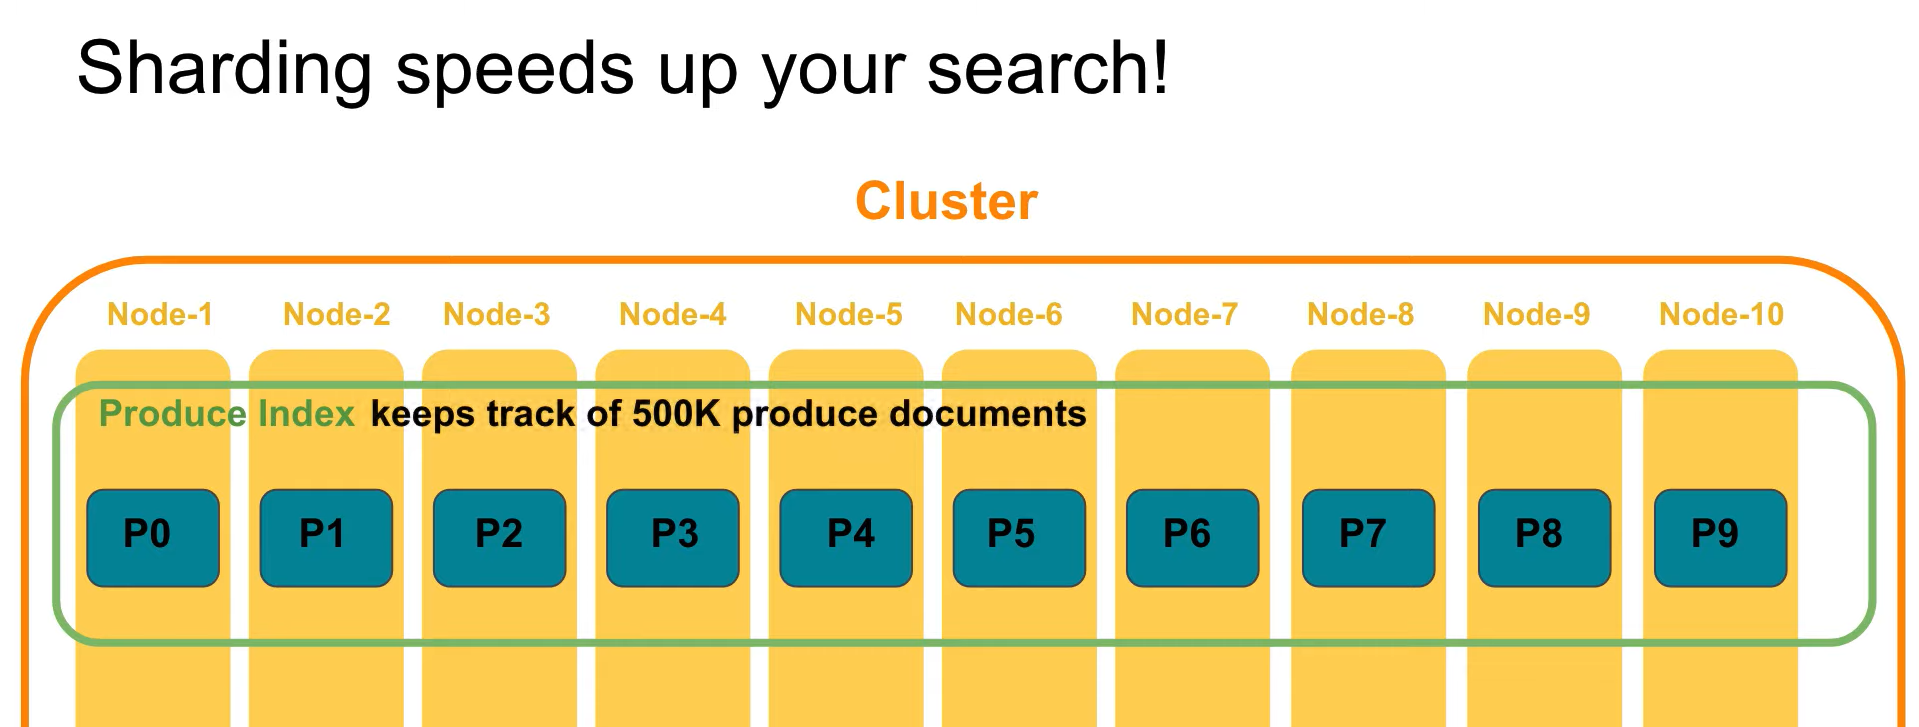 Sharding speeds up your search!
Cluster
Node-1 Node-2 Node-3 Node-4 Node-5 Node-6 Node-7 Node-8 Node-9 Node-10
Produce Index keeps track of 500K produce documents
P0 P1 P2 P3 P4 P5 P6 P7 P8 P9